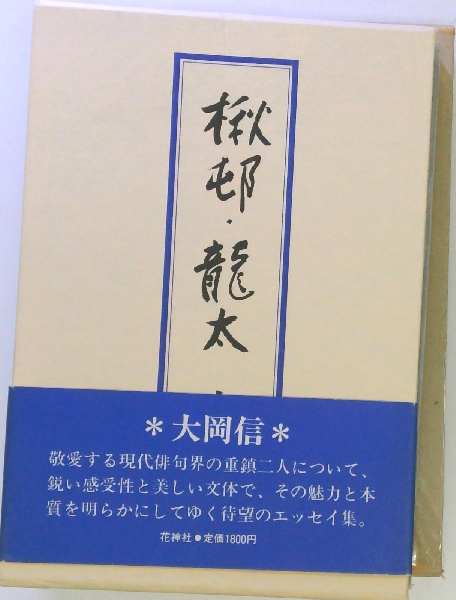 楸邨・龍太
＊大岡信＊
敬愛する現代俳句界の重鎮二人について、
鋭い感受性と美しい文体で、その魅力と本
質を明らかにしてゆく待望のエッセイ集。
花神社●定価1800円